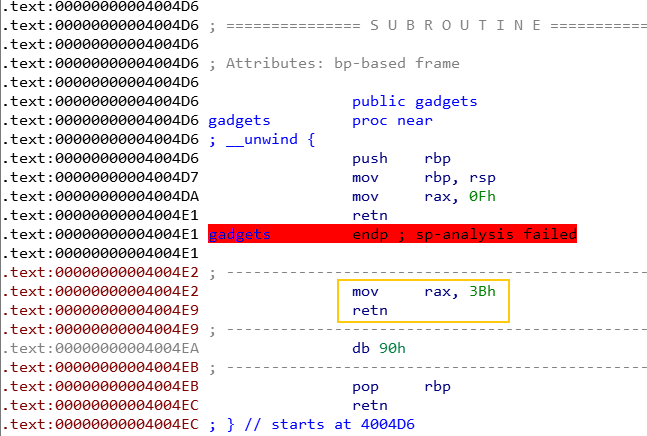 .text:00000000004004D6
.text:00000000004004D6 ; =============== S U B R O U T I N E ===========
.text:00000000004004D6
.text:00000000004004D6 ; Attributes: bp-based frame
.text:00000000004004D6
.text:00000000004004D6 public gadgets
.text:00000000004004D6 gadgets proc near
.text:00000000004004D6 ; __unwind {
.text:00000000004004D6 push rbp
.text:00000000004004D7 mov rbp, rsp
.text:00000000004004DA mov rax, 0Fh
.text:00000000004004E1 retn
.text:00000000004004E1 gadgets endp ; sp-analysis failed
.text:00000000004004E1
.text:00000000004004E2 ; ---------------------------------------------
.text:00000000004004E2 mov rax, 3Bh
.text:00000000004004E9 retn
.text:00000000004004E9 ; ---------------------------------------------
.text:00000000004004EA db 90h
.text:00000000004004EB ; ---------------------------------------------
.text:00000000004004EB pop rbp
.text:00000000004004EC retn
.text:00000000004004EC ; } // starts at 4004D6